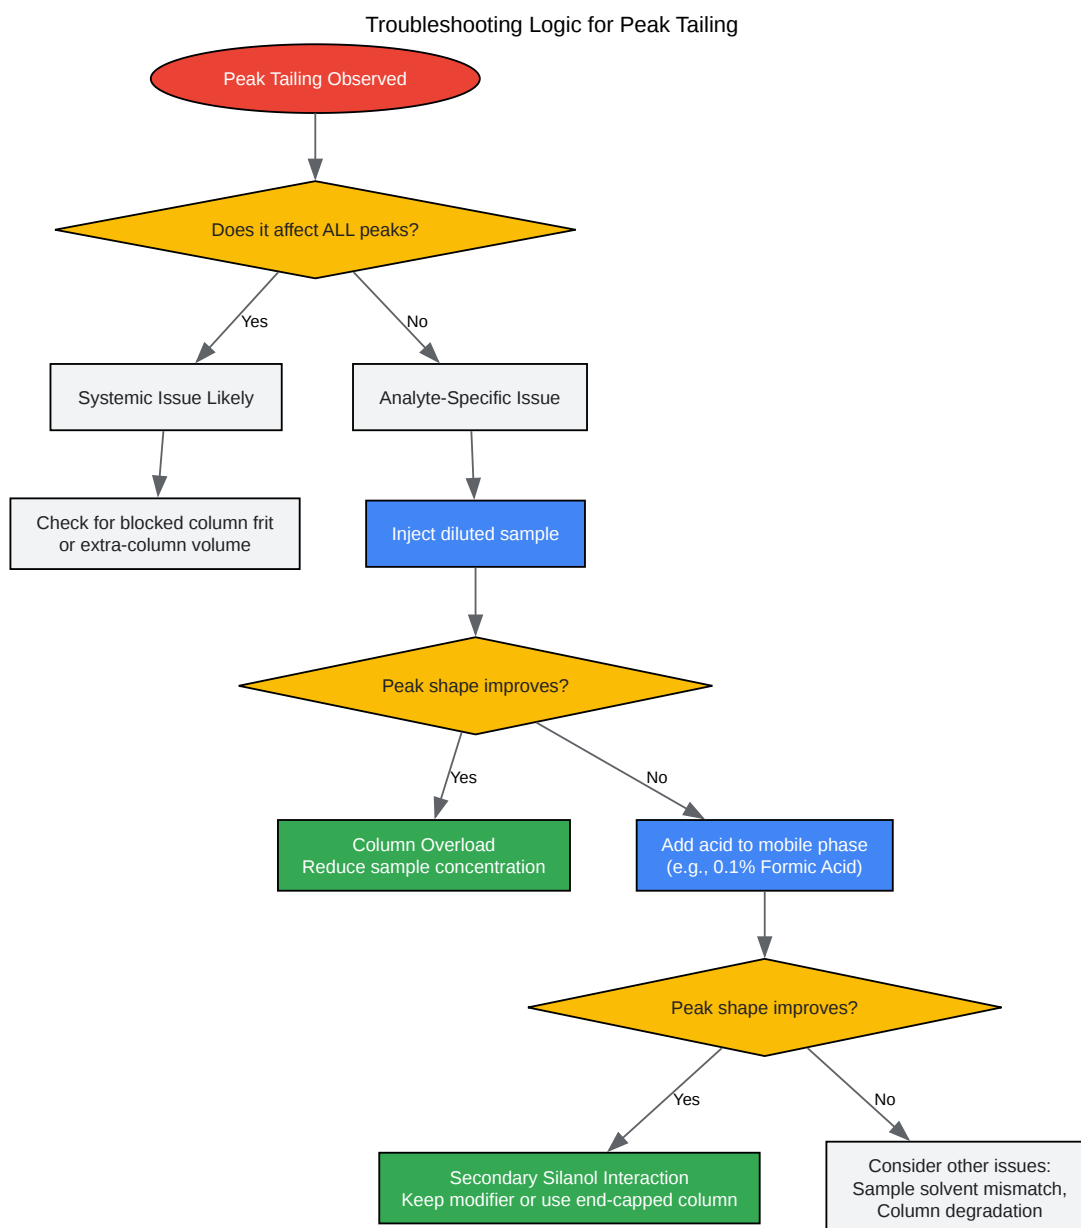 Troubleshooting Logic for Peak Tailing
Peak Tailing Observed
Does it affect ALL peaks?
Yes
No
Systemic Issue Likely
Analyte-Specific Issue
Check for blocked column frit
or extra-column volume
Inject diluted sample
Peak shape improves?
Yes
No
Column Overload
Reduce sample concentration
Add acid to mobile phase
(e.g., 0.1% Formic Acid)
Peak shape improves?
Yes
No
Secondary Silanol Interaction
Keep modifier or use end-capped column
Consider other issues:
Sample solvent mismatch,
Column degradation